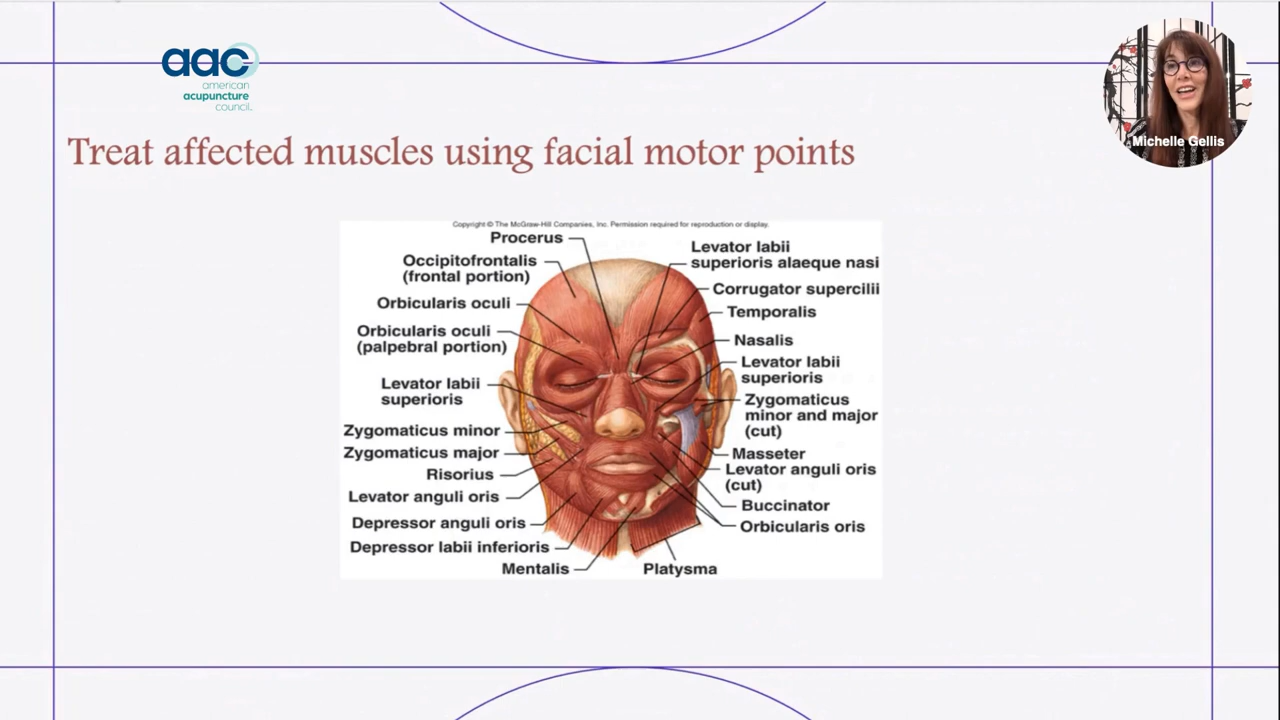 aac
american
acupuncture
council.
Michelle Gellis
Treat affected muscles using facial motor points
Copyright © The McGraw-Hill Companies, Inc. Permission required for reproduction or display.
Procerus
Occipitofrontalis
(frontal portion)
Orbicularis oculi
Orbicularis oculi
(palpebral portion)
Levator labii
superioris
Zygomaticus minor
Zygomaticus major
Risorius
Levator anguli oris
Depressor anguli oris
Depressor labii inferioris
Mentalis
Levator labii
superioris alaeque nasi
Corrugator supercilii
Temporalis
Nasalis
Levator labii
superioris
Zygomaticus
minor and major
(cut)
Masseter
Levator anguli oris
(cut)
Buccinator
Orbicularis oris
Platysma